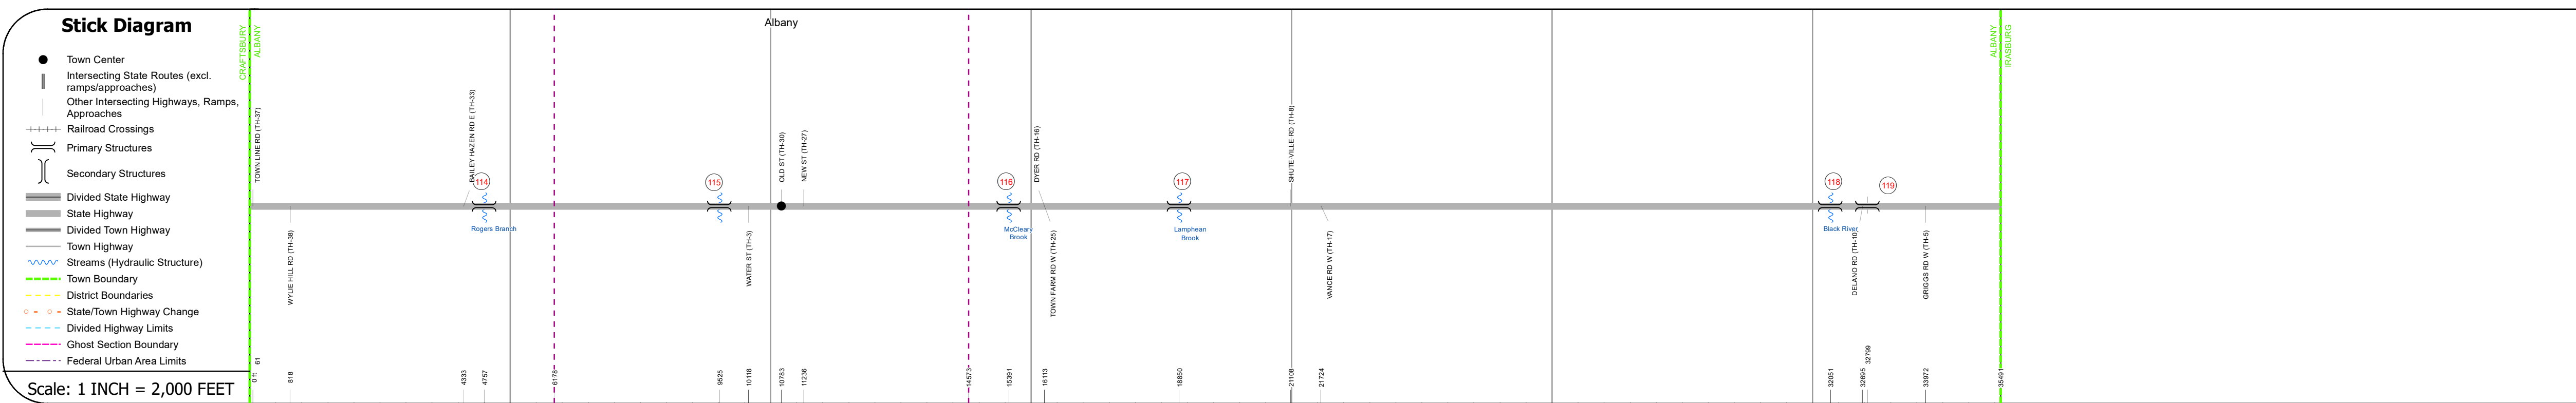 Stick Diagram
Town Center
Intersecting State Routes (excl.
ramps/approaches)
Other Intersecting Highways, Ramps,
Approaches
Railroad Crossings
Primary Structures
Secondary Structures
Divided State Highway
State Highway
Divided Town Highway
Town Highway
Streams (Hydraulic Structure)
Town Boundary
District Boundaries
State/Town Highway Change
Divided Highway Limits
Ghost Section Boundary
Federal Urban Area Limits
Scale: 1 INCH = 2,000 FEET
Albany
CRAFTSBURY
ALBANY
ALBANY
IRASBURG
TOWN LINE RD (TH-37)
WYLIE HILL RD (TH-38)
BAILEY HAZEN RD E (TH-33)
114
Rogers Branch
115
WATER ST (TH-3)
OLD ST (TH-30)
NEW ST (TH-27)
116
McCleary
Brook
DYER RD (TH-16)
TOWN FARM RD W (TH-25)
117
Lamphean
Brook
SHUTE VILLE RD (TH-8)
VANCE RD W (TH-17)
118
Black River
DELANO RD (TH-10)
119
GRIGGS RD W (TH-5)
0 ft
61
818
4333
4757
6178
9525
10118
10783
11236
14573
15391
16113
18850
21108
21724
32051
32695
32799
33972
35491